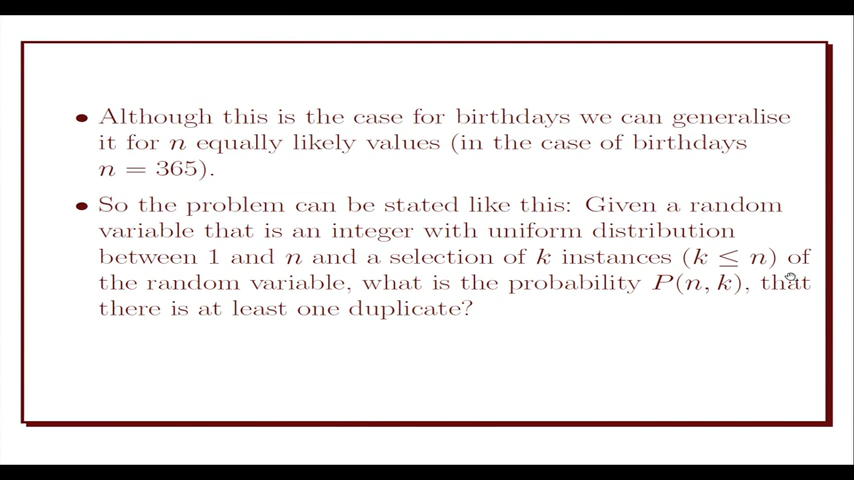 • Although this is the case for birthdays we can generalise
it for n equally likely values (in the case of birthdays
n = 365).
• So the problem can be stated like this: Given a random
variable that is an integer with uniform distribution
between 1 and n and a selection of k instances (k ≤ n) of
the random variable, what is the probability P(n, k), that
there is at least one duplicate?